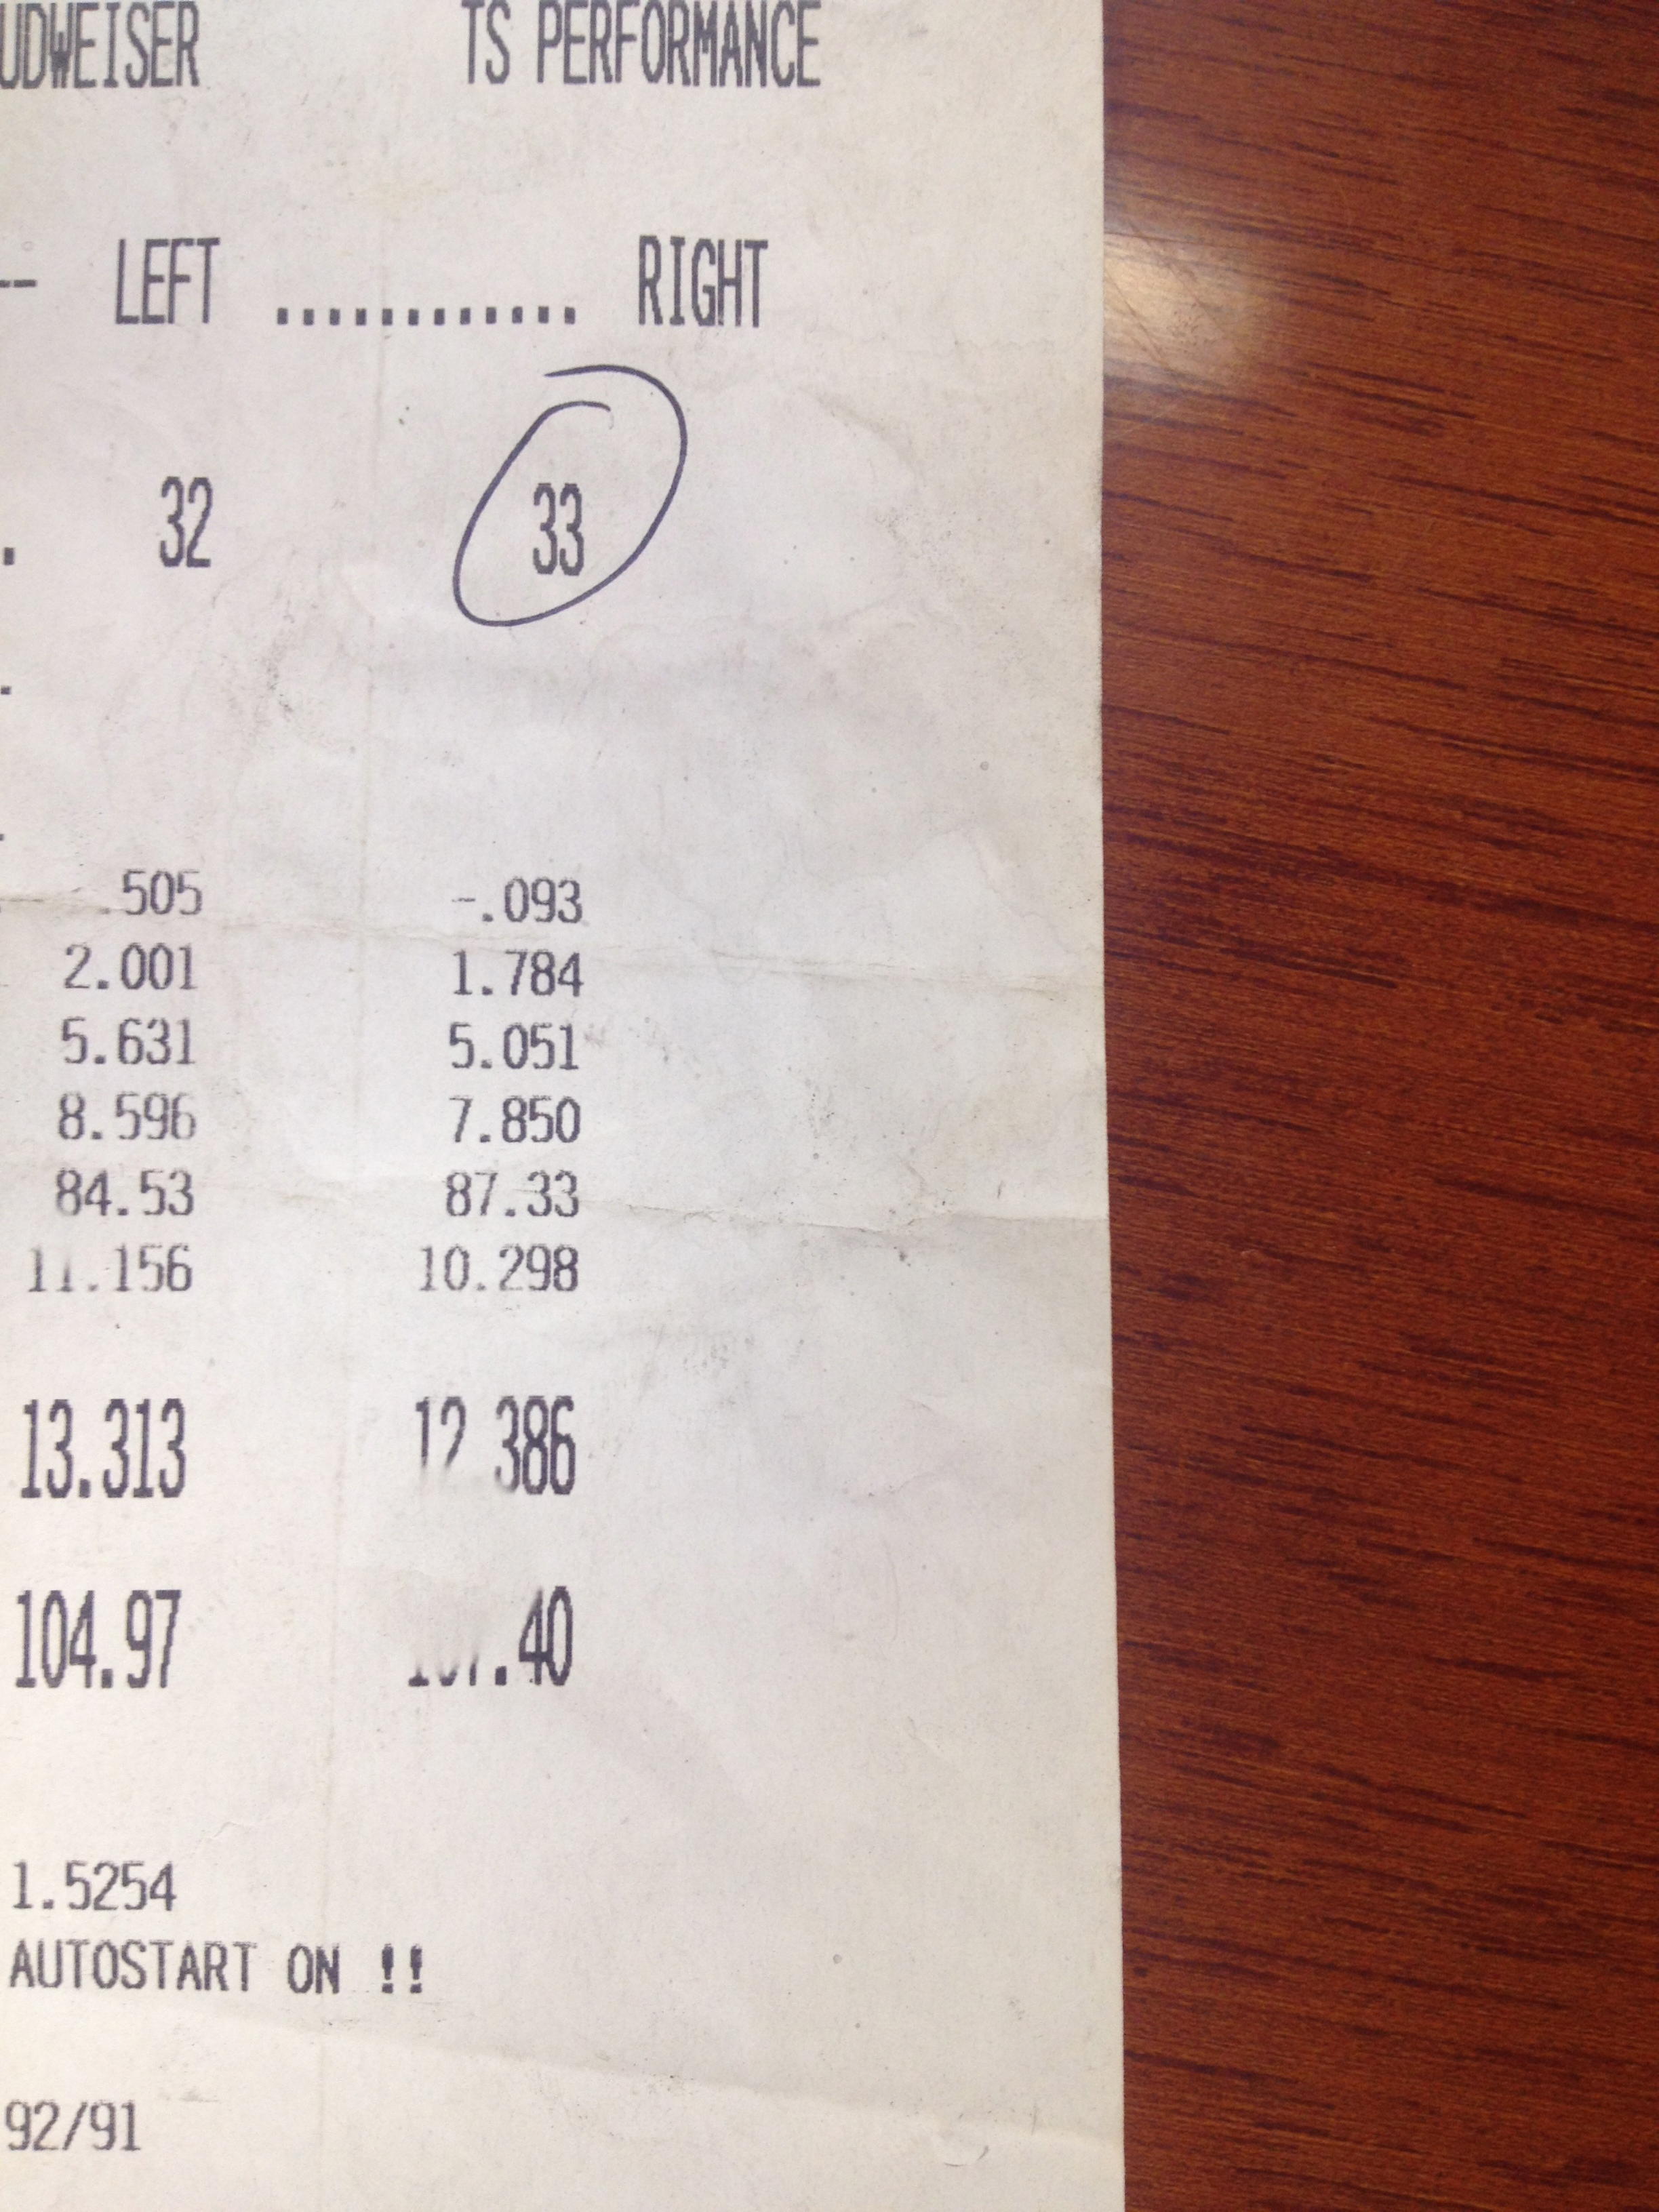 UDWEISER TS PERFORMANCE
-- LEFT ............ RIGHT
. 32 33
.505 -.093
2.001 1.784
5.631 5.051
8.596 7.850
84.53 87.33
11.156 10.298
13.313 12.386
104.97 107.40
1.5254
AUTOSTART ON !!
92/91